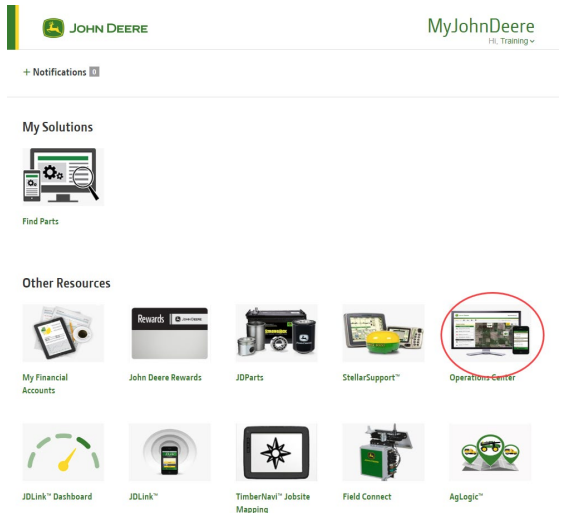 JOHN DEERE
MyJohnDeere
Hi, Training
+ Notifications 0
My Solutions
Find Parts
Other Resources
Rewards JOHN DEERE
My Financial
Accounts
John Deere Rewards
JDParts
StellarSupport™
Operations Center
JDLink™ Dashboard
JDLink™
TimberNavi™ Jobsite
Mapping
Field Connect
AgLogic™